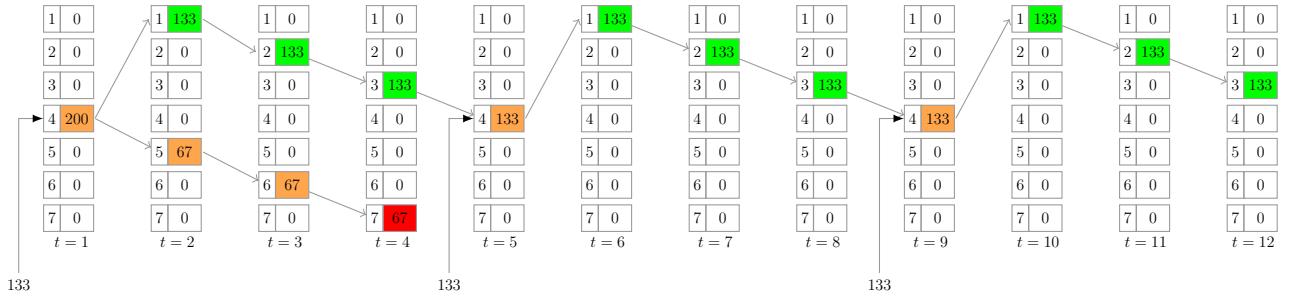 1 0 1 133 1 0 1 0 1 0 1 133 1 0 1 0 1 0 1 133 1 0 1 0
2 0 2 0 2 133 2 0 2 0 2 0 2 133 2 0 2 0 2 0 2 133 2 0
3 0 3 0 3 0 3 133 3 0 3 0 3 0 3 133 3 0 3 0 3 0 3 133
4 200 4 0 4 0 4 0 4 133 4 0 4 0 4 0 4 133 4 0 4 0 4 0
5 0 5 67 5 0 5 0 5 0 5 0 5 0 5 0 5 0 5 0 5 0 5 0
6 0 6 0 6 67 6 0 6 0 6 0 6 0 6 0 6 0 6 0 6 0 6 0
7 0 7 0 7 0 7 67 7 0 7 0 7 0 7 0 7 0 7 0 7 0 7 0
t = 1 t = 2 t = 3 t = 4 t = 5 t = 6 t = 7 t = 8 t = 9 t = 10 t = 11 t = 12
133 133 133